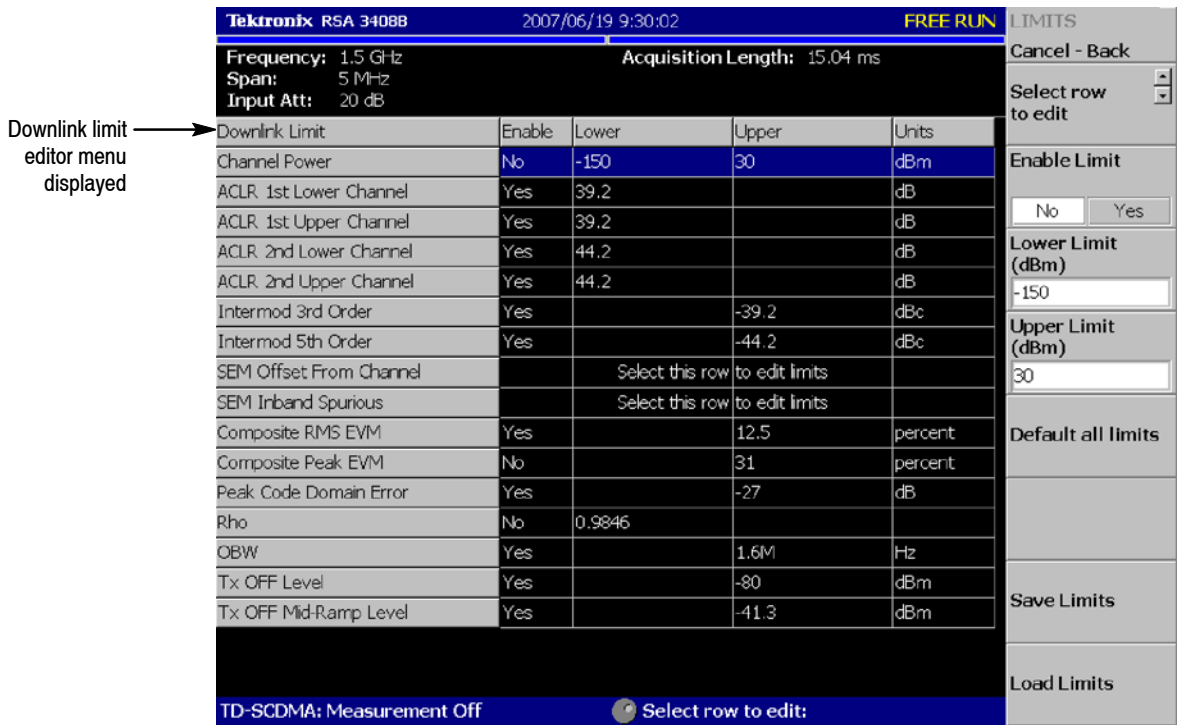 Downlink limit
editor menu
displayed
Tektronix RSA 3408B 2007/06/19 9:30:02 FREE RUN
Frequency: 1.5 GHz Acquisition Length: 15.04 ms
Span: 5 MHz
Input Att: 20 dB
Downlink Limit Enable Lower Upper Units
Channel Power No -150 30 dBm
ACLR 1st Lower Channel Yes 39.2 dB
ACLR 1st Upper Channel Yes 39.2 dB
ACLR 2nd Lower Channel Yes 44.2 dB
ACLR 2nd Upper Channel Yes 44.2 dB
Intermod 3rd Order Yes -39.2 dBc
Intermod 5th Order Yes -44.2 dBc
SEM Offset From Channel Select this row to edit limits
SEM Inband Spurious Select this row to edit limits
Composite RMS EVM Yes 12.5 percent
Composite Peak EVM No 31 percent
Peak Code Domain Error Yes -27 dB
Rho No 0.9846
OBW Yes 1.6M Hz
Tx OFF Level Yes -80 dBm
Tx OFF Mid-Ramp Level Yes -41.3 dBm
TD-SCDMA: Measurement Off Select row to edit:
LIMITS
Cancel - Back
Select row
to edit
Enable Limit
No Yes
Lower Limit
(dBm)
-150
Upper Limit
(dBm)
30
Default all limits
Save Limits
Load Limits